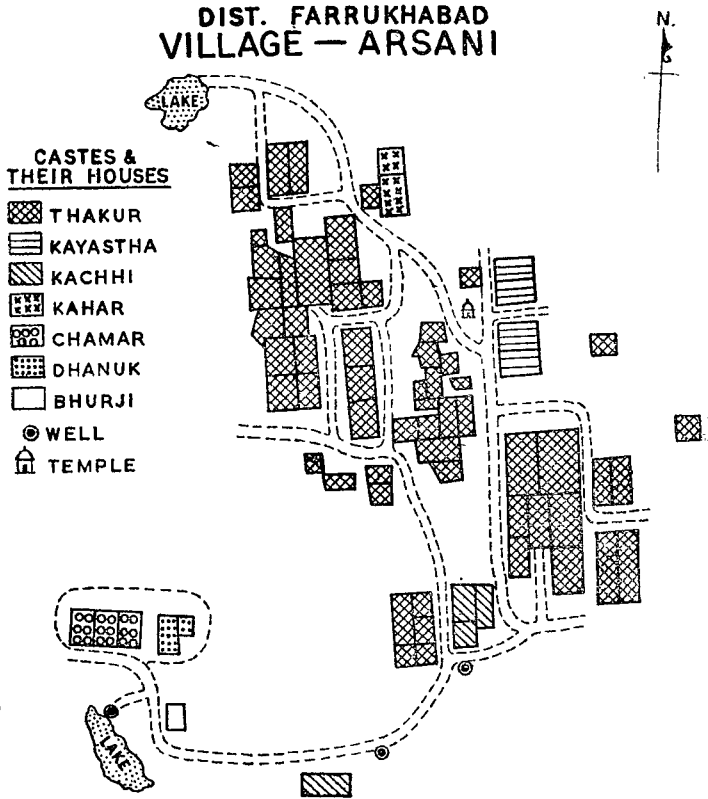 DIST. FARRUKHABAD
VILLAGE — ARSANI
N.
LAKE
CASTES &
THEIR HOUSES
THAKUR
KAYASTHA
KACHHI
KAHAR
CHAMAR
DHANUK
BHURJI
WELL
TEMPLE
LAKE